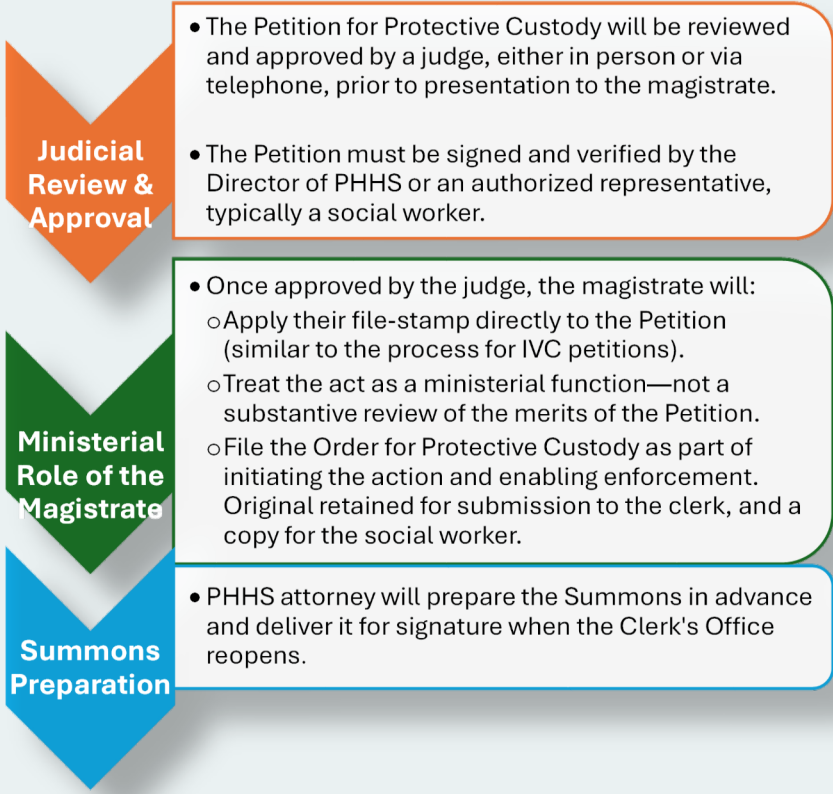 Judicial
Review &
Approval
• The Petition for Protective Custody will be reviewed
and approved by a judge, either in person or via
telephone, prior to presentation to the magistrate.
• The Petition must be signed and verified by the
Director of PHHS or an authorized representative,
typically a social worker.
Ministerial
Role of the
Magistrate
• Once approved by the judge, the magistrate will:
○ Apply their file-stamp directly to the Petition
(similar to the process for IVC petitions).
○ Treat the act as a ministerial function—not a
substantive review of the merits of the Petition.
○ File the Order for Protective Custody as part of
initiating the action and enabling enforcement.
Original retained for submission to the clerk, and a
copy for the social worker.
Summons
Preparation
• PHHS attorney will prepare the Summons in advance
and deliver it for signature when the Clerk's Office
reopens.